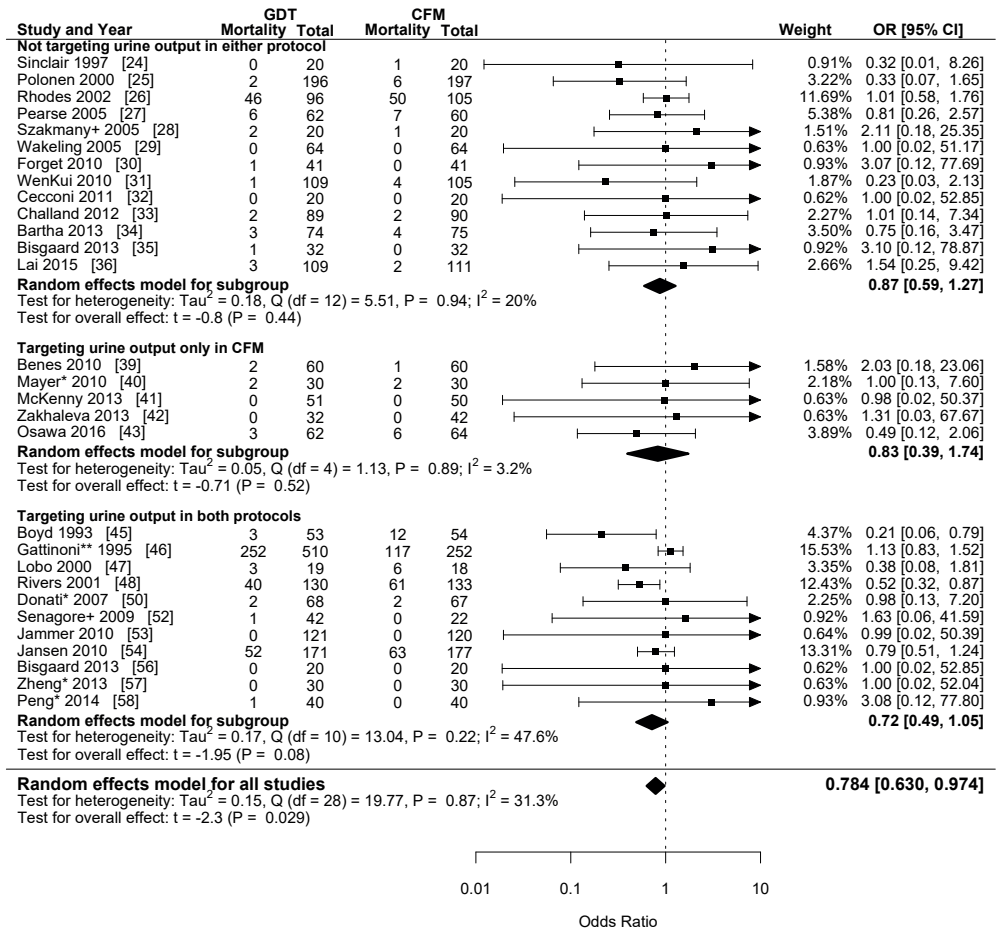 GDT CFM
Study and Year Mortality Total Mortality Total Weight OR [95% CI]
Not targeting urine output in either protocol
Sinclair 1997 [24] 0 20 1 20 0.91% 0.32 [0.01, 8.26]
Polonen 2000 [25] 2 196 6 197 3.22% 0.33 [0.07, 1.65]
Rhodes 2002 [26] 46 96 50 105 11.69% 1.01 [0.58, 1.76]
Pearse 2005 [27] 6 62 7 60 5.38% 0.81 [0.26, 2.57]
Szakmany+ 2005 [28] 2 20 1 20 1.51% 2.11 [0.18, 25.35]
Wakeling 2005 [29] 0 64 0 64 0.63% 1.00 [0.02, 51.17]
Forget 2010 [30] 1 41 0 41 0.93% 3.07 [0.12, 77.69]
WenKui 2010 [31] 1 109 4 105 1.87% 0.23 [0.03, 2.13]
Cecconi 2011 [32] 0 20 0 20 0.62% 1.00 [0.02, 52.85]
Challand 2012 [33] 2 89 2 90 2.27% 1.01 [0.14, 7.34]
Bartha 2013 [34] 3 74 4 75 3.50% 0.75 [0.16, 3.47]
Bisgaard 2013 [35] 1 32 0 32 0.92% 3.10 [0.12, 78.87]
Lai 2015 [36] 3 109 2 111 2.66% 1.54 [0.25, 9.42]
Random effects model for subgroup 0.87 [0.59, 1.27]
Test for heterogeneity: Tau² = 0.18, Q (df = 12) = 5.51, P = 0.94; I² = 20%
Test for overall effect: t = -0.8 (P = 0.44)
Targeting urine output only in CFM
Benes 2010 [39] 2 60 1 60 1.58% 2.03 [0.18, 23.06]
Mayer* 2010 [40] 2 30 2 30 2.18% 1.00 [0.13, 7.60]
McKenny 2013 [41] 0 51 0 50 0.63% 0.98 [0.02, 50.37]
Zakhaleva 2013 [42] 0 32 0 42 0.63% 1.31 [0.03, 67.67]
Osawa 2016 [43] 3 62 6 64 3.89% 0.49 [0.12, 2.06]
Random effects model for subgroup 0.83 [0.39, 1.74]
Test for heterogeneity: Tau² = 0.05, Q (df = 4) = 1.13, P = 0.89; I² = 3.2%
Test for overall effect: t = -0.71 (P = 0.52)
Targeting urine output in both protocols
Boyd 1993 [45] 3 53 12 54 4.37% 0.21 [0.06, 0.79]
Gattinoni** 1995 [46] 252 510 117 252 15.53% 1.13 [0.83, 1.52]
Lobo 2000 [47] 3 19 6 18 3.35% 0.38 [0.08, 1.81]
Rivers 2001 [48] 40 130 61 133 12.43% 0.52 [0.32, 0.87]
Donati* 2007 [50] 2 68 2 67 2.25% 0.98 [0.13, 7.20]
Senagore+ 2009 [52] 1 42 0 22 0.92% 1.63 [0.06, 41.59]
Jammer 2010 [53] 0 121 0 120 0.64% 0.99 [0.02, 50.39]
Jansen 2010 [54] 52 171 63 177 13.31% 0.79 [0.51, 1.24]
Bisgaard 2013 [56] 0 20 0 20 0.62% 1.00 [0.02, 52.85]
Zheng* 2013 [57] 0 30 0 30 0.63% 1.00 [0.02, 52.04]
Peng* 2014 [58] 1 40 0 40 0.93% 3.08 [0.12, 77.80]
Random effects model for subgroup 0.72 [0.49, 1.05]
Test for heterogeneity: Tau² = 0.17, Q (df = 10) = 13.04, P = 0.22; I² = 47.6%
Test for overall effect: t = -1.95 (P = 0.08)
Random effects model for all studies 0.784 [0.630, 0.974]
Test for heterogeneity: Tau² = 0.15, Q (df = 28) = 19.77, P = 0.87; I² = 31.3%
Test for overall effect: t = -2.3 (P = 0.029)
0.01 0.1 1 10
Odds Ratio